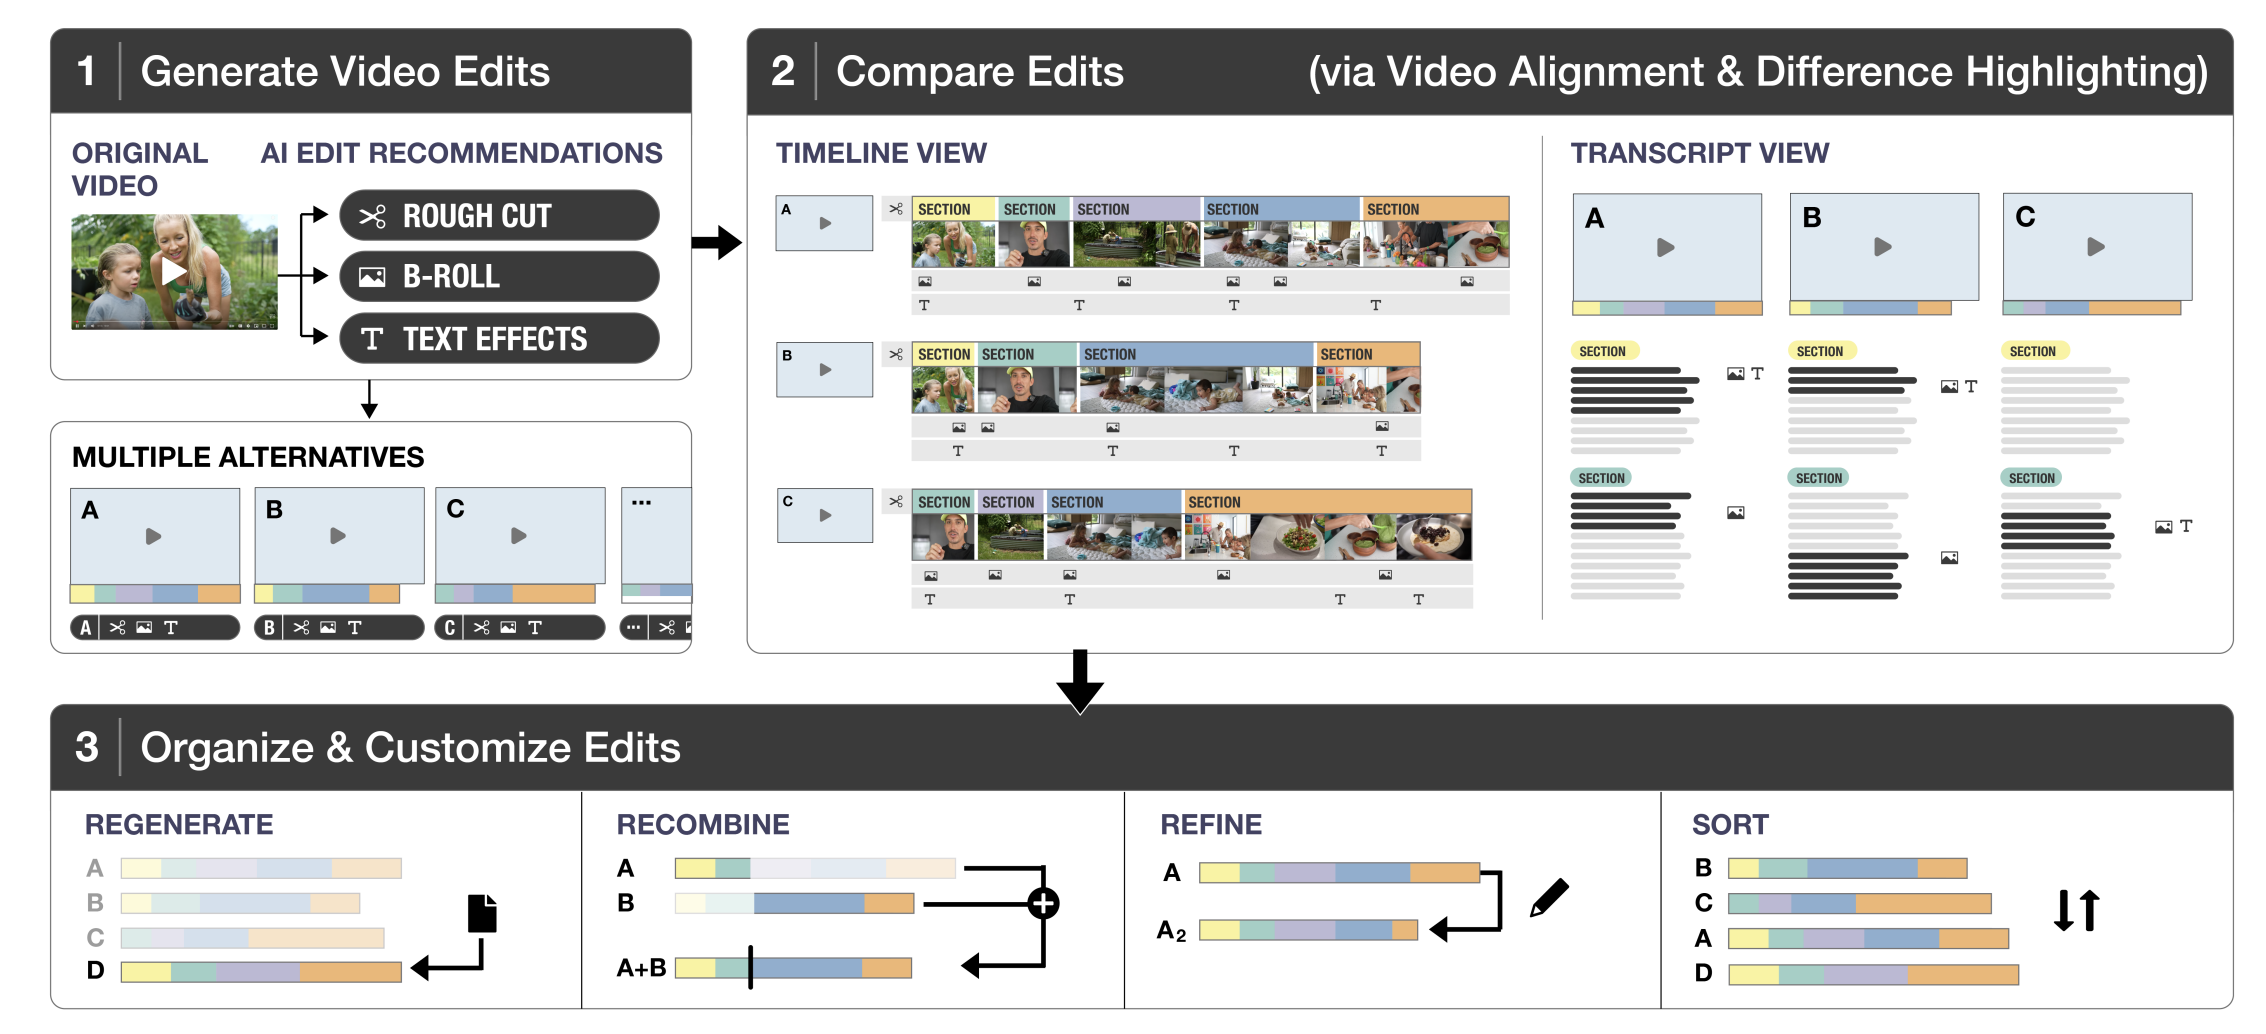 1 Generate Video Edits
ORIGINAL
VIDEO
AI EDIT RECOMMENDATIONS
ROUGH CUT
B-ROLL
T TEXT EFFECTS
MULTIPLE ALTERNATIVES
A B C ...
A T B T C T ...
2 Compare Edits (via Video Alignment & Difference Highlighting)
TIMELINE VIEW
A SECTION SECTION SECTION SECTION SECTION
T T T T
B SECTION SECTION SECTION SECTION
T T T T
C SECTION SECTION SECTION SECTION
T T T T
TRANSCRIPT VIEW
A B C
SECTION SECTION SECTION
T T
SECTION SECTION SECTION
T
3 Organize & Customize Edits
REGENERATE
A
B
C
D
RECOMBINE
A
B
A+B
REFINE
A
A2
SORT
B
C
A
D